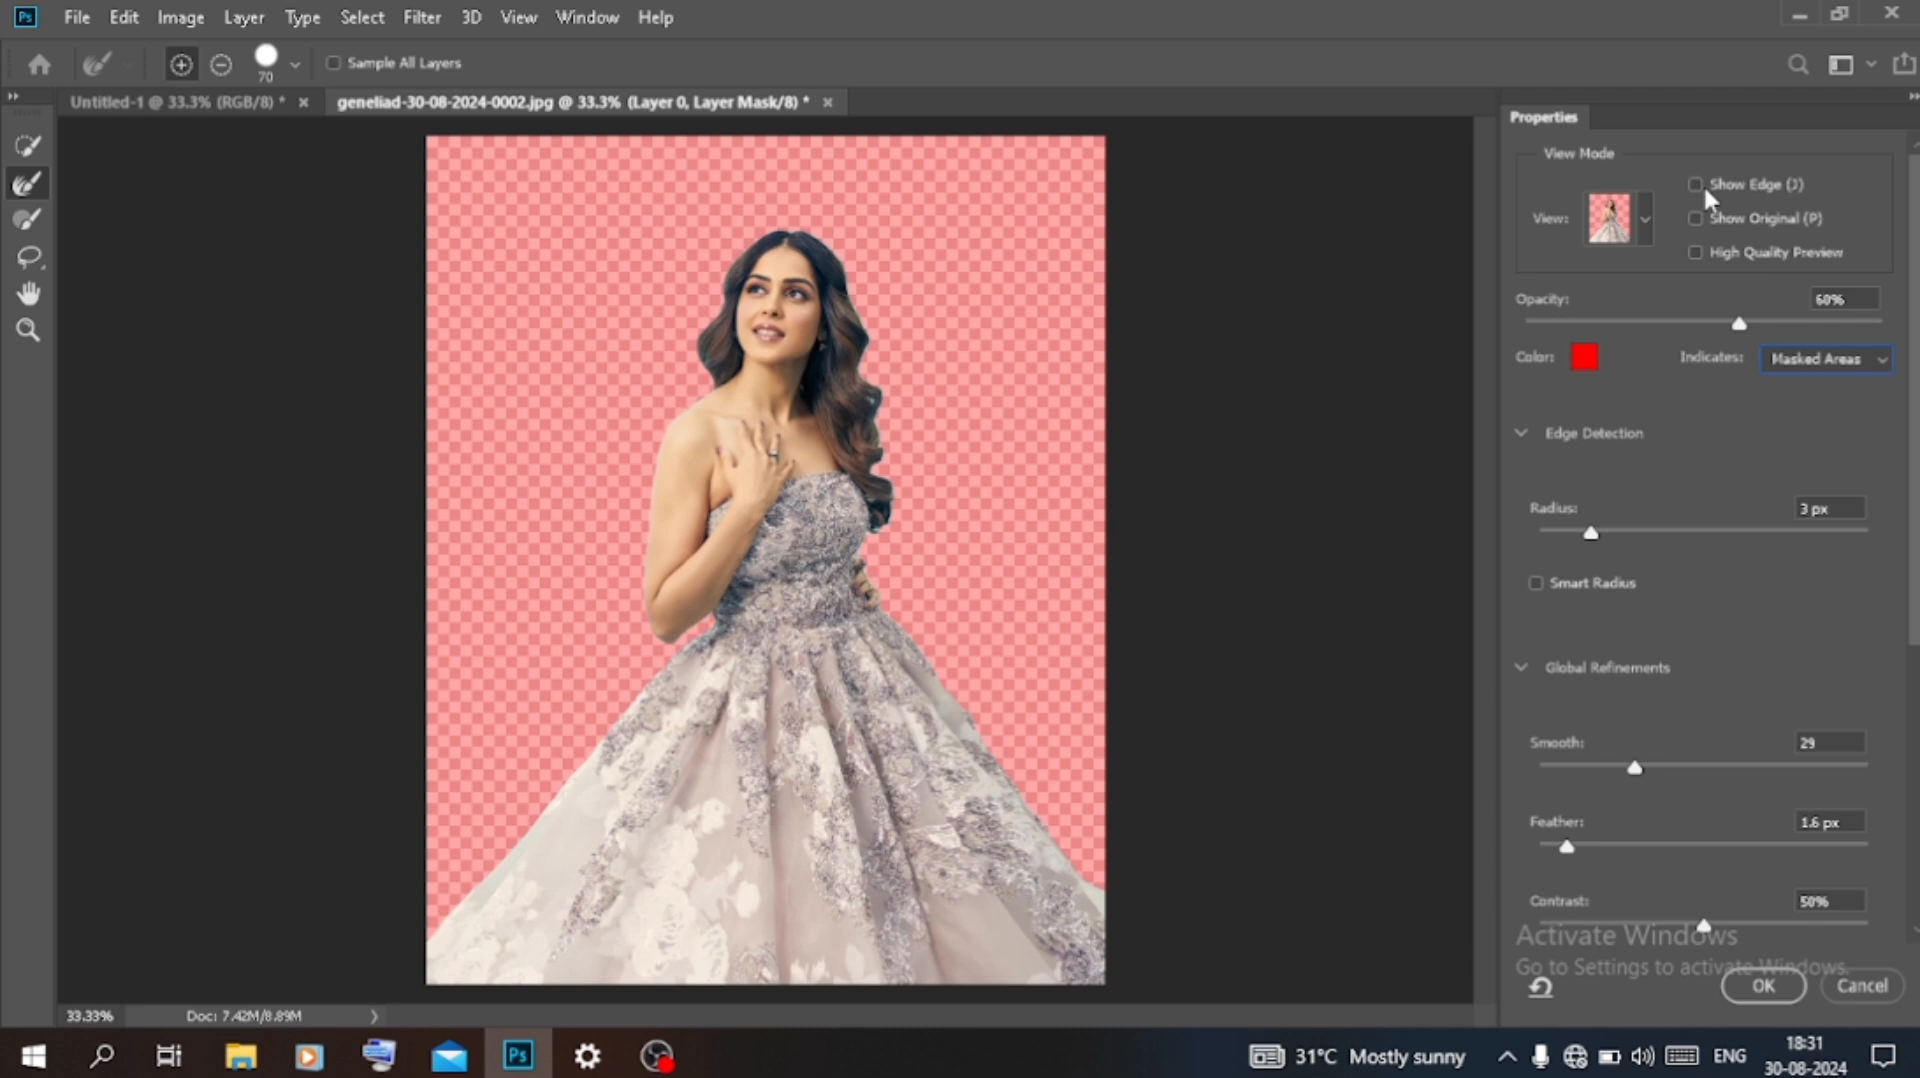 Ps File Edit Image Layer Type Select Filter 3D View Window Help
70 Sample All Layers
Untitled-1 @ 33.3% (RGB/8) * × geneliad-30-08-2024-0002.jpg @ 33.3% (Layer 0, Layer Mask/8) * ×
Properties
View Mode
Show Edge (J)
View: Show Original (P)
High Quality Preview
Opacity: 60%
Color: Indicates: Masked Areas
Edge Detection
Radius: 3 px
Smart Radius
Global Refinements
Smooth: 29
Feather: 1.6 px
Contrast: 50%
Activate Windows
Go to Settings to activate Windows.
OK Cancel
33.33% Doc: 7.42M/8.89M
Ps 31°C Mostly sunny ENG 18:31
30-08-2024